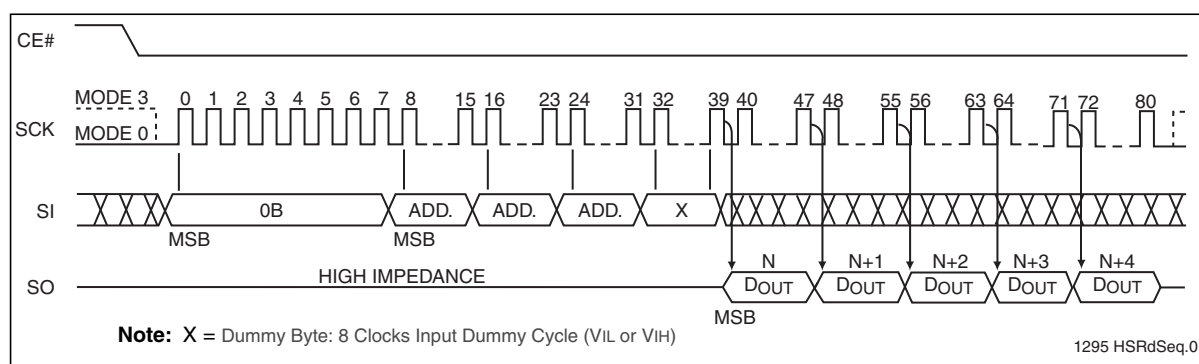 CE#
MODE 3
SCK
MODE 0
0 1 2 3 4 5 6 7 8 15 16 23 24 31 32 39 40 47 48 55 56 63 64 71 72 80
SI
0B ADD. ADD. ADD. X
MSB MSB
N N+1 N+2 N+3 N+4
SO
HIGH IMPEDANCE
DOUT DOUT DOUT DOUT DOUT
MSB
Note: X = Dummy Byte: 8 Clocks Input Dummy Cycle (VIL or VIH)
1295 HSRdSeq.0